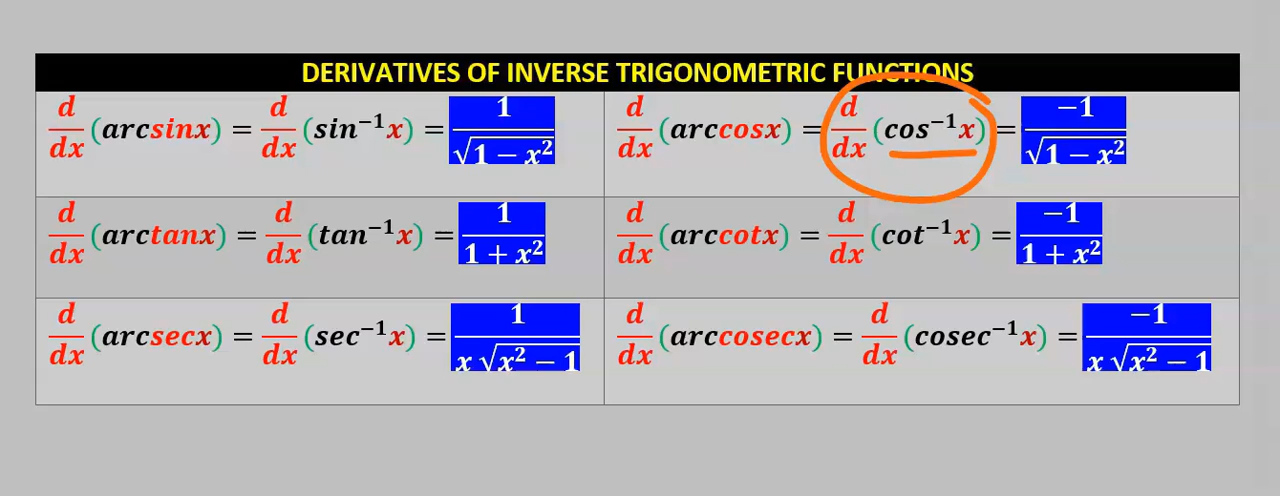 DERIVATIVES OF INVERSE TRIGONOMETRIC FUNCTIONS
d/dx (arcsinx) = d/dx (sin⁻¹x) = 1/√(1 − x²)
d/dx (arccosx) = d/dx (cos⁻¹x) = −1/√(1 − x²)
d/dx (arctanx) = d/dx (tan⁻¹x) = 1/(1 + x²)
d/dx (arccotx) = d/dx (cot⁻¹x) = −1/(1 + x²)
d/dx (arcsecx) = d/dx (sec⁻¹x) = 1/(x √(x² − 1))
d/dx (arccosecx) = d/dx (cosec⁻¹x) = −1/(x √(x² − 1))